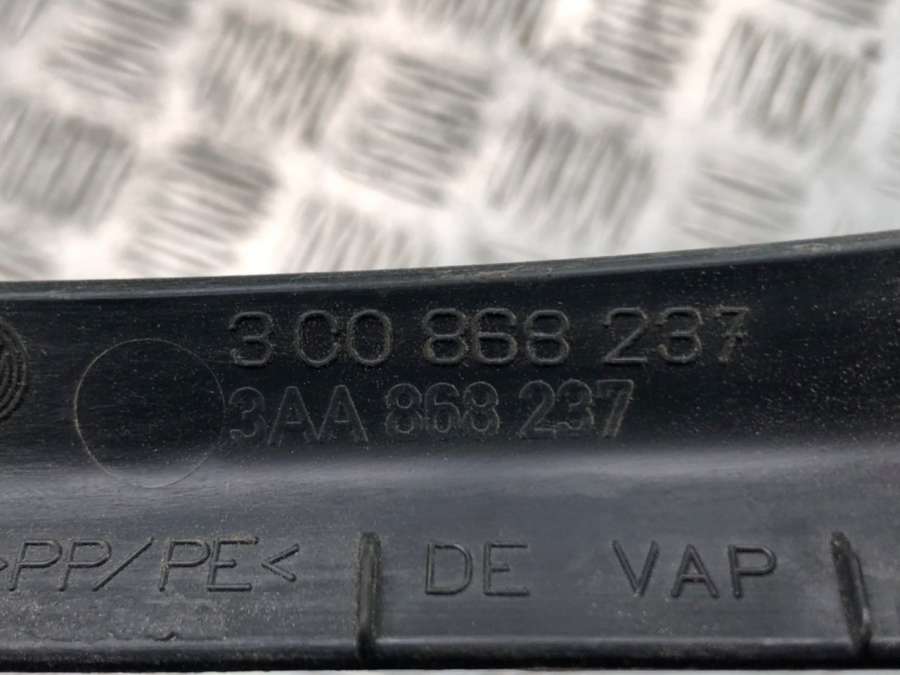 3C0 868 237
3AA 868 237
>PP/PE< DE VAP